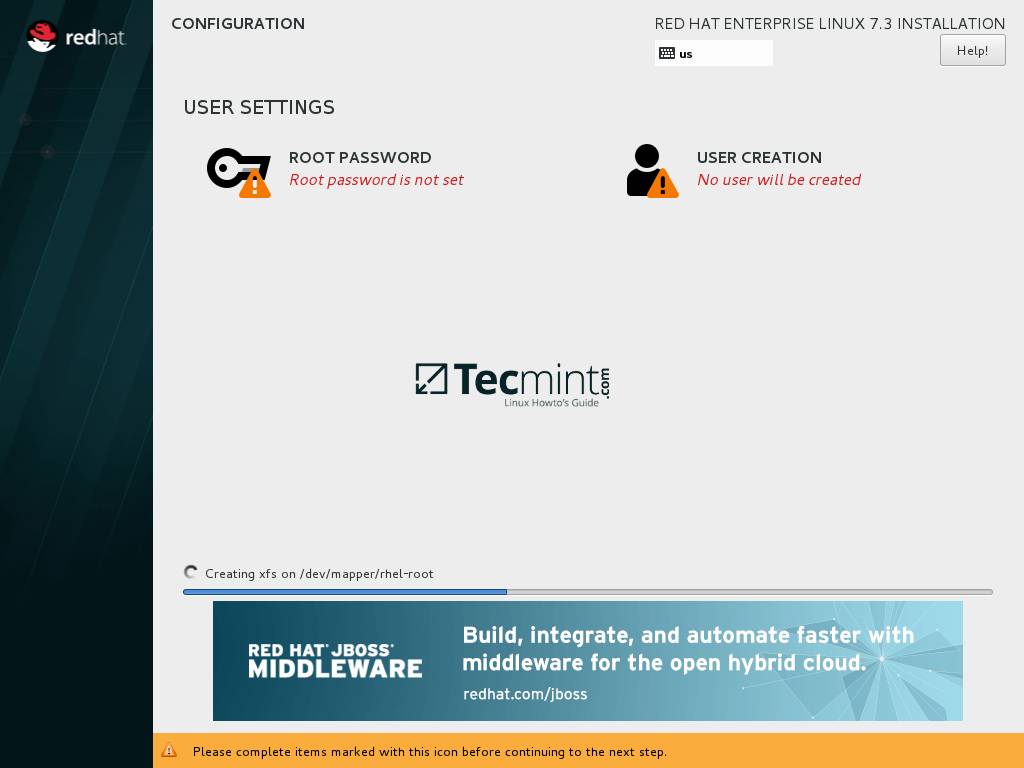 redhat.
CONFIGURATION
RED HAT ENTERPRISE LINUX 7.3 INSTALLATION
us
Help!
USER SETTINGS
ROOT PASSWORD
Root password is not set
USER CREATION
No user will be created
Tecmint.com
Linux Howto's Guide
Creating xfs on /dev/mapper/rhel-root
RED HAT® JBOSS®
MIDDLEWARE
Build, integrate, and automate faster with
middleware for the open hybrid cloud.
redhat.com/jboss
Please complete items marked with this icon before continuing to the next step.